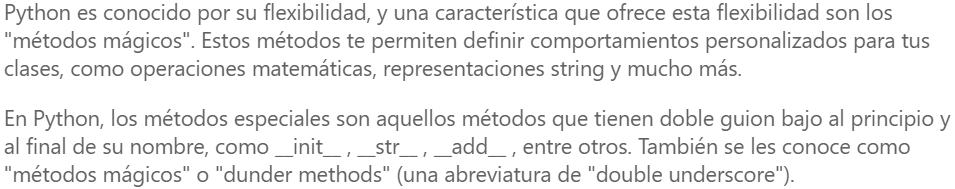 Python es conocido por su flexibilidad, y una característica que ofrece esta flexibilidad son los
"métodos mágicos". Estos métodos te permiten definir comportamientos personalizados para tus
clases, como operaciones matemáticas, representaciones string y mucho más.
En Python, los métodos especiales son aquellos métodos que tienen doble guion bajo al principio y
al final de su nombre, como __init__ , __str__ , __add__ , entre otros. También se les conoce como
"métodos mágicos" o "dunder methods" (una abreviatura de "double underscore").